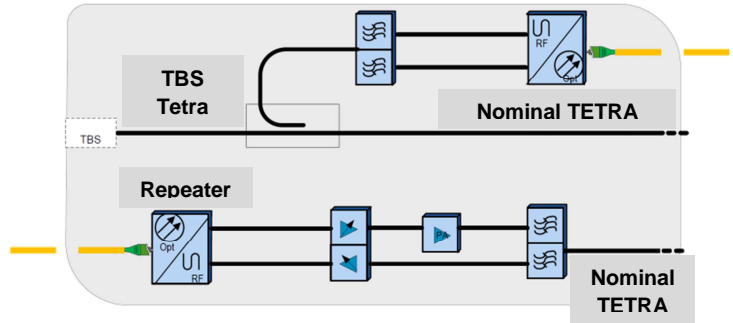 RF
Opt
TBS
Tetra
Nominal TETRA
TBS
Repeater
Opt
RF
PA
Nominal
TETRA